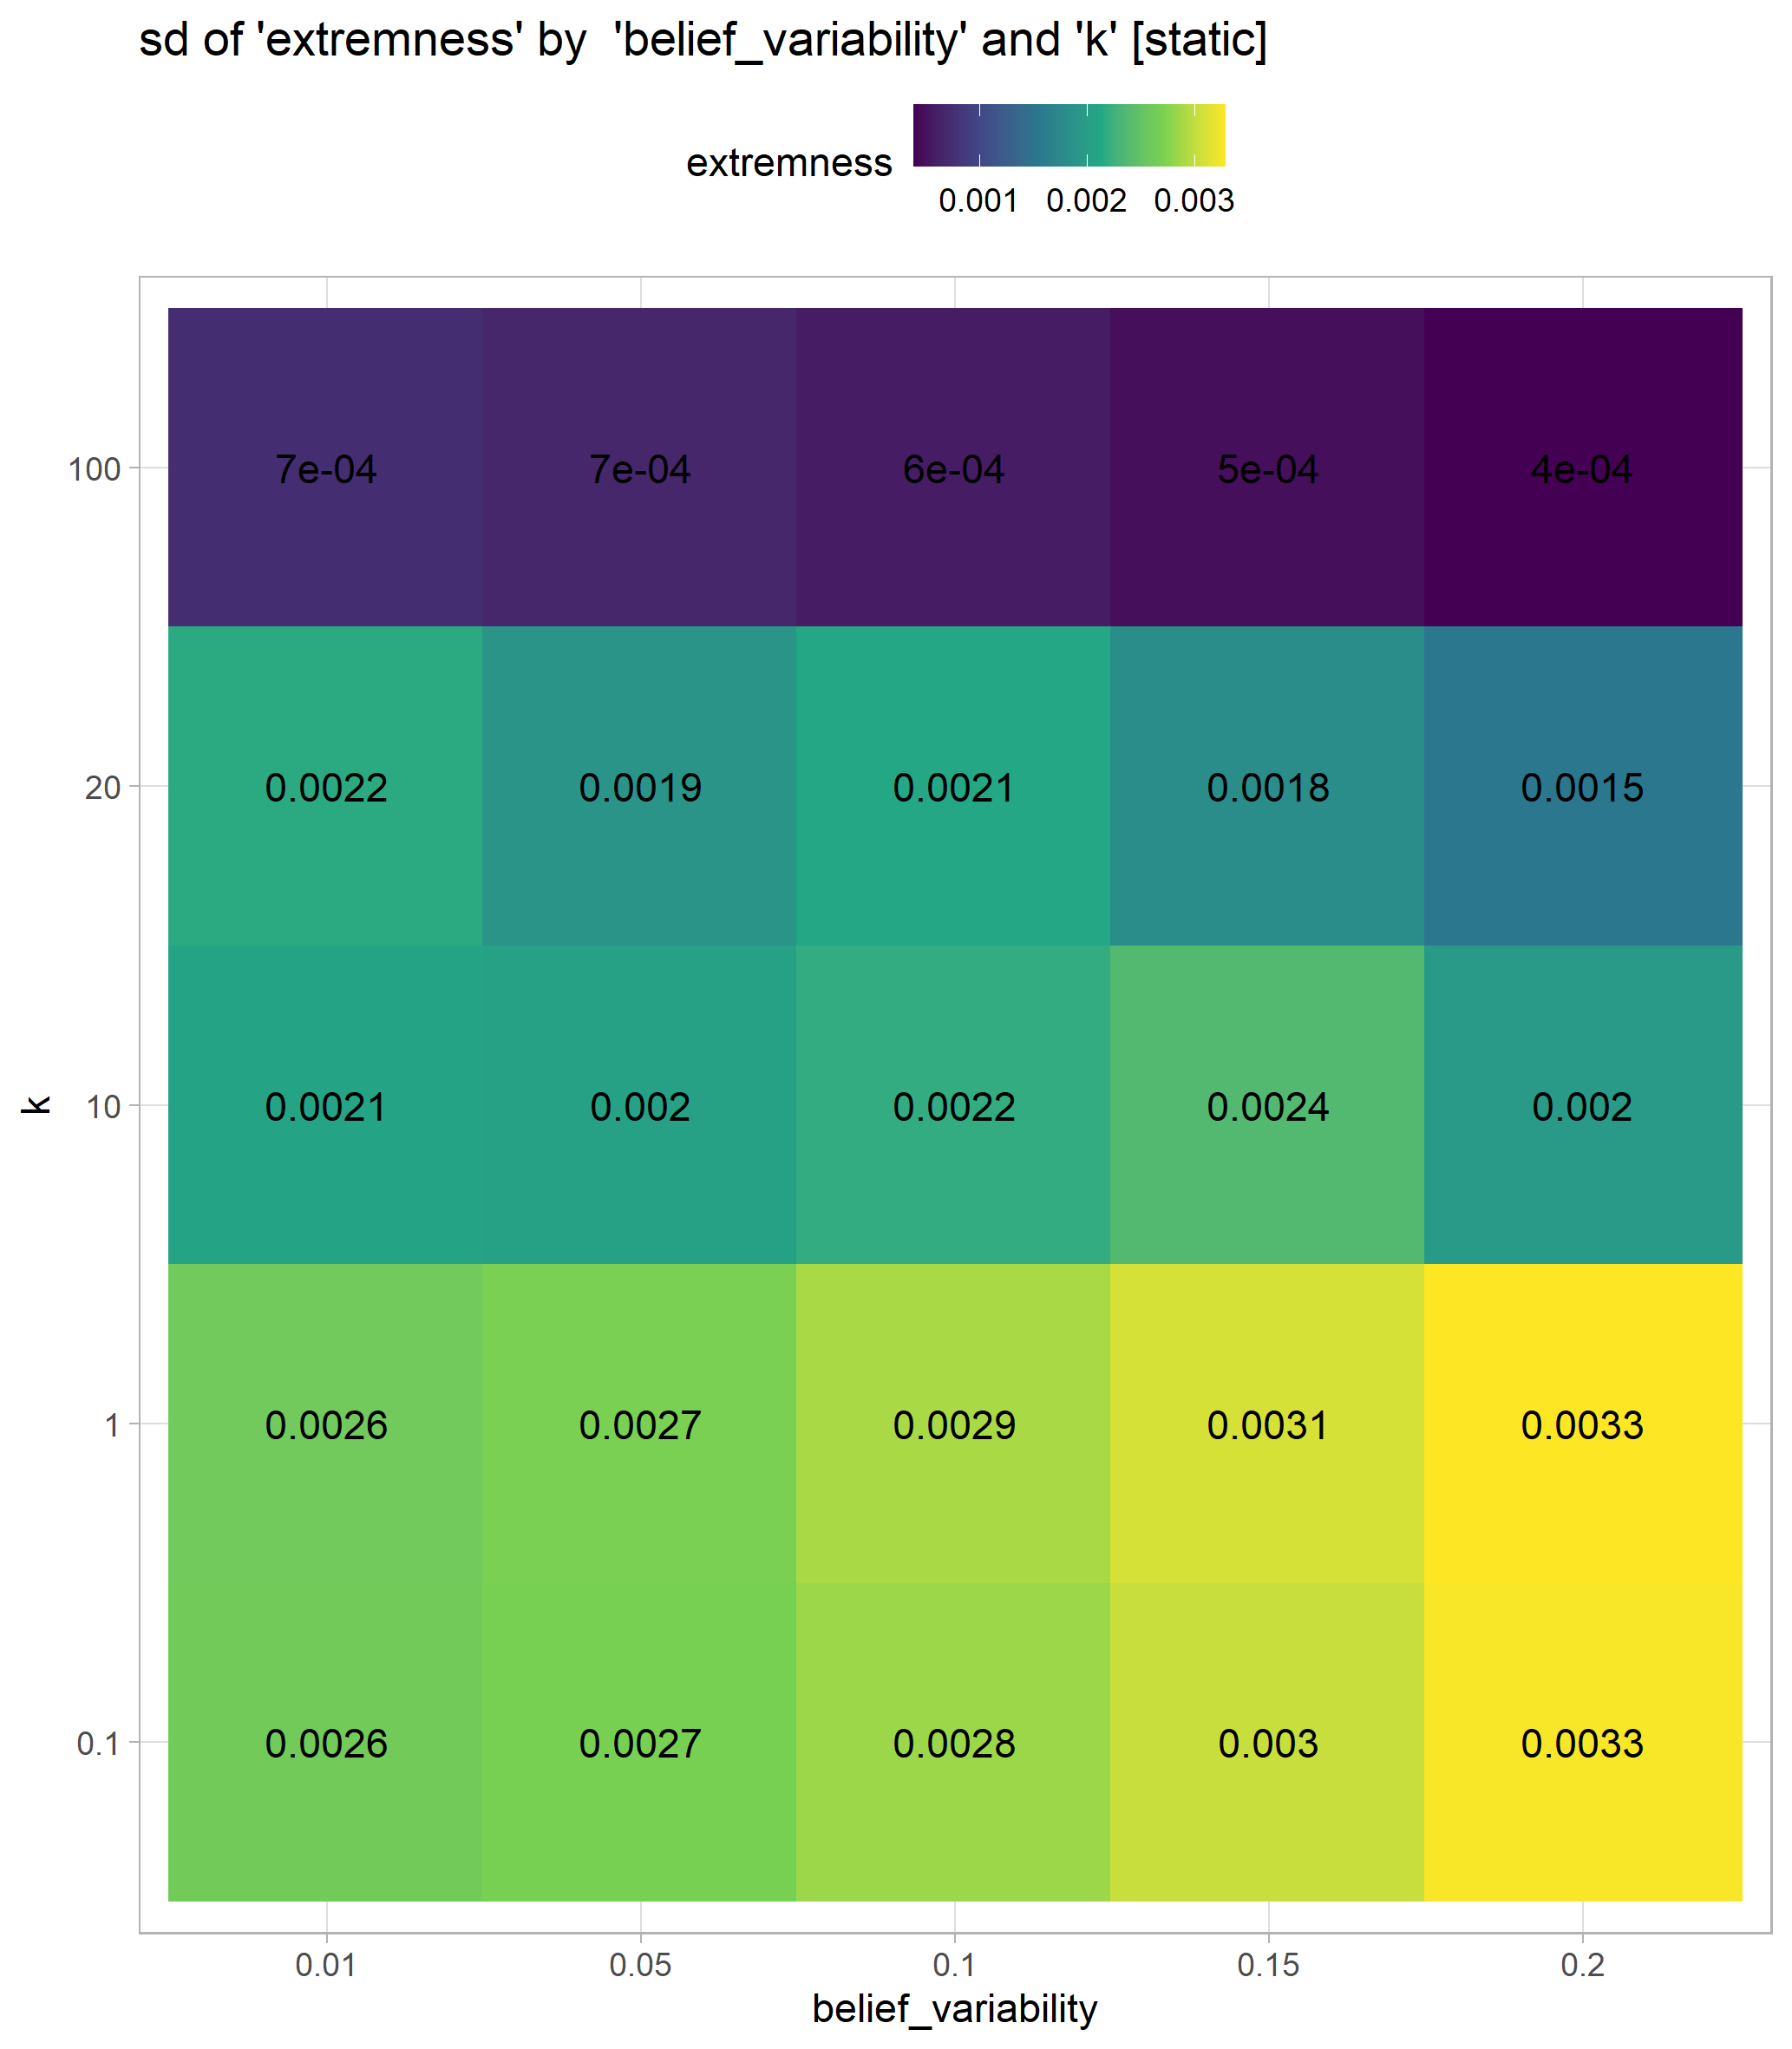 sd of 'extremness' by  'belief_variability' and 'k' [static]
extremness
0.001 0.002 0.003
100 7e-04 7e-04 6e-04 5e-04 4e-04
20 0.0022 0.0019 0.0021 0.0018 0.0015
k
10 0.0021 0.002 0.0022 0.0024 0.002
1 0.0026 0.0027 0.0029 0.0031 0.0033
0.1 0.0026 0.0027 0.0028 0.003 0.0033
0.01 0.05 0.1 0.15 0.2
belief_variability